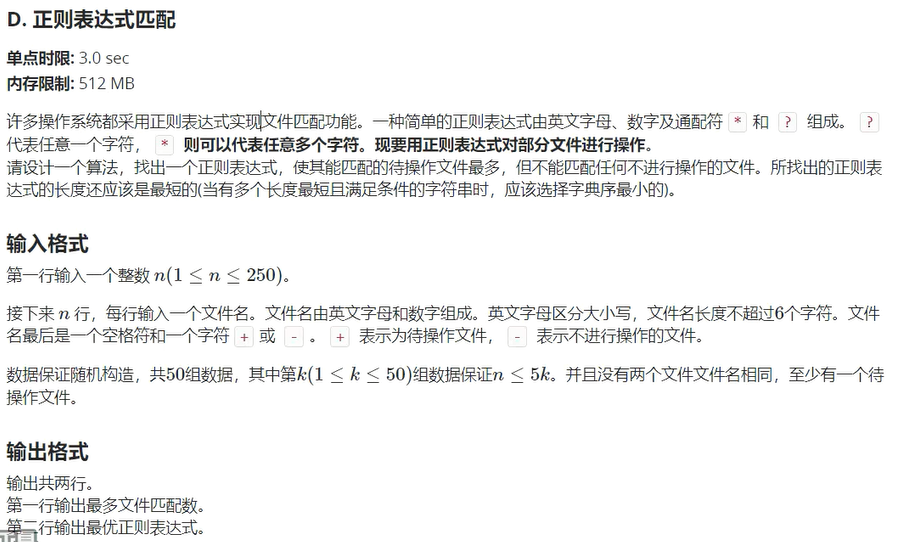 D. 正则表达式匹配
单点时限: 3.0 sec
内存限制: 512 MB
许多操作系统都采用正则表达式实现文件匹配功能。一种简单的正则表达式由英文字母、数字及通配符 * 和 ? 组成。 ?
代表任意一个字符, * 则可以代表任意多个字符。现要用正则表达式对部分文件进行操作。
请设计一个算法，找出一个正则表达式，使其能匹配的待操作文件最多，但不能匹配任何不进行操作的文件。所找出的正则表
达式的长度还应该是最短的(当有多个长度最短且满足条件的字符串时，应该选择字典序最小的)。
输入格式
第一行输入一个整数 n(1 ≤ n ≤ 250)。
接下来 n 行，每行输入一个文件名。文件名由英文字母和数字组成。英文字母区分大小写，文件名长度不超过6个字符。文件
名最后是一个空格符和一个字符 + 或 - 。 + 表示为待操作文件， - 表示不进行操作的文件。
数据保证随机构造，共50组数据，其中第k(1 ≤ k ≤ 50)组数据保证n ≤ 5k。并且没有两个文件文件名相同，至少有一个待
操作文件。
输出格式
输出共两行。
第一行输出最多文件匹配数。
第二行输出最优正则表达式。